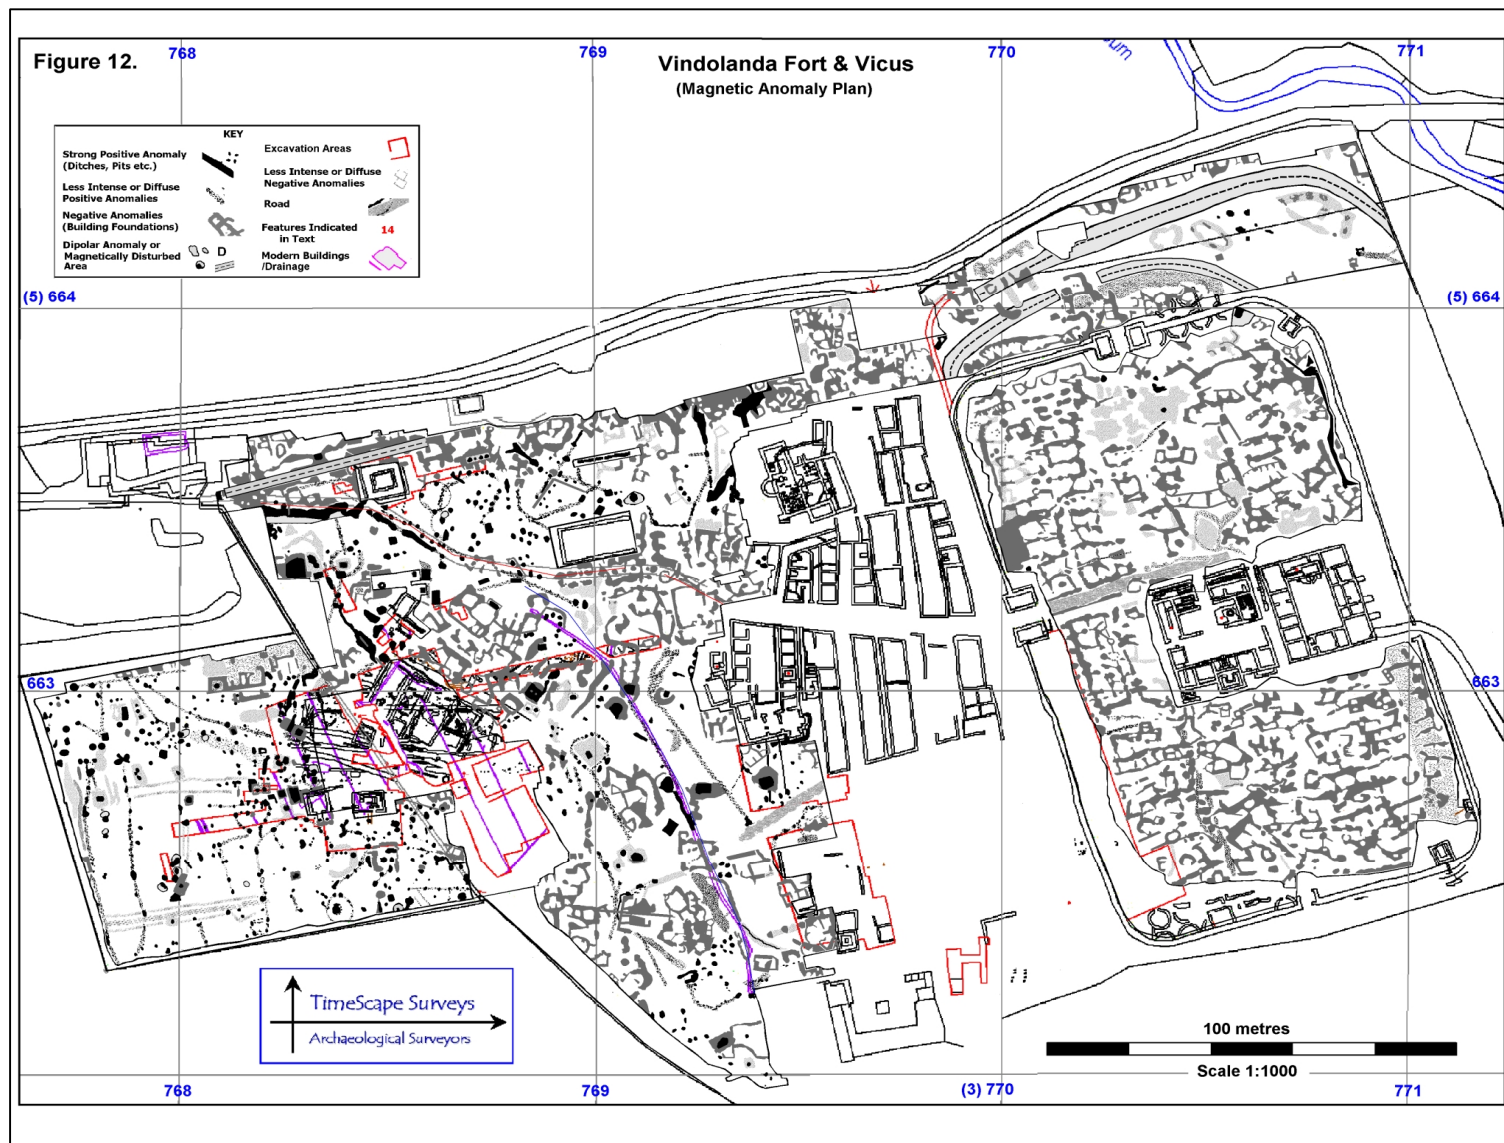 768
769
770
771
Figure 12.
Vindolanda Fort & Vicus
(Magnetic Anomaly Plan)
KEY
Strong Positive Anomaly
(Ditches, Pits etc.)
Less Intense or Diffuse
Positive Anomalies
Negative Anomalies
(Building Foundations)
Dipolar Anomaly or
Magnetically Disturbed
Area
D
Excavation Areas
Less Intense or Diffuse
Negative Anomalies
Road
Features Indicated
in Text
14
Modern Buildings
/Drainage
(5) 664
(5) 664
663
663
TimeScape Surveys
Archaeological Surveyors
100 metres
Scale 1:1000
768
769
(3) 770
771